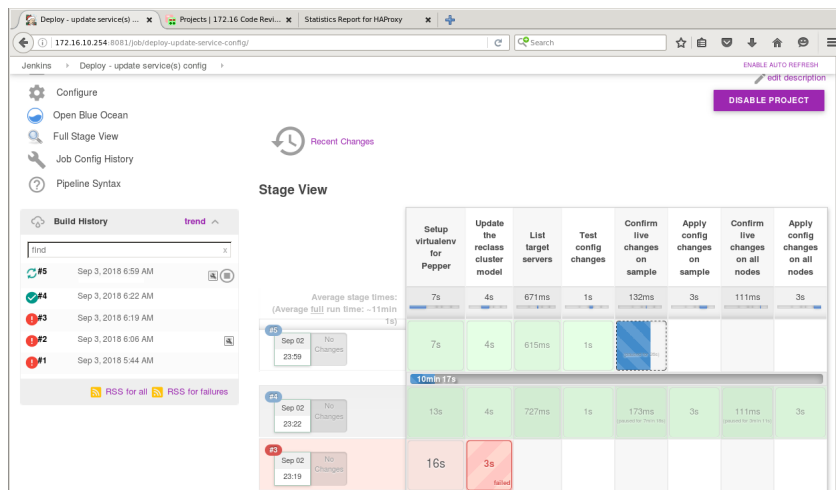 Deploy - update service(s) ... x
Projects | 172.16 Code Revi... x
Statistics Report for HAProxy x
172.16.10.254:8081/job/deploy-update-service-config/
Search
Jenkins
Deploy - update service(s) config
ENABLE AUTO REFRESH
edit description
Configure
DISABLE PROJECT
Open Blue Ocean
Full Stage View
Recent Changes
Job Config History
Pipeline Syntax
Stage View
Build History
trend
find
x
#5 Sep 3, 2018 6:59 AM
#4 Sep 3, 2018 6:22 AM
#3 Sep 3, 2018 6:19 AM
#2 Sep 3, 2018 6:06 AM
#1 Sep 3, 2018 5:44 AM
RSS for all RSS for failures
Setup
virtualenv
for
Pepper
Update
the
reclass
cluster
model
List
target
servers
Test
config
changes
Confirm
live
changes
on
sample
Apply
config
changes
on
sample
Confirm
live
changes
on all
nodes
Apply
config
changes
on all
nodes
Average stage times:
(Average full run time: ~11min
1s)
7s 4s 671ms 1s 132ms 3s 111ms 3s
#5
Sep 02
23:59
No
Changes
7s 4s 615ms 1s
10min 17s
#4
Sep 02
23:22
No
Changes
13s 4s 727ms 1s 173ms 3s 111ms 3s
#3
Sep 02
23:19
No
Changes
16s 3s
failed